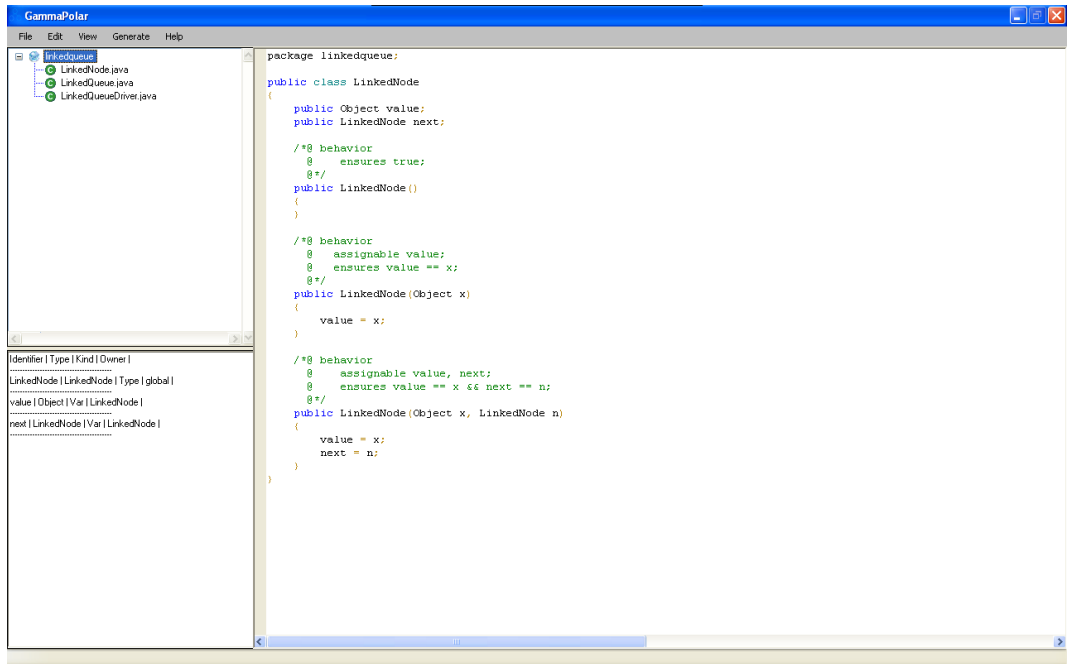 GammaPolar
File Edit View Generate Help
linkedqueue
LinkedNode.java
LinkedQueue.java
LinkedQueueDriver.java
Identifier | Type | Kind | Owner |
----------------------------------------
LinkedNode | LinkedNode | Type | global |
----------------------------------------
value | Object | Var | LinkedNode |
----------------------------------------
next | LinkedNode | Var | LinkedNode |
----------------------------------------
package linkedqueue;
public class LinkedNode
{
public Object value;
public LinkedNode next;
/*@ behavior
@ ensures true;
@*/
public LinkedNode()
{
}
/*@ behavior
@ assignable value;
@ ensures value == x;
@*/
public LinkedNode(Object x)
{
value = x;
}
/*@ behavior
@ assignable value, next;
@ ensures value == x && next == n;
@*/
public LinkedNode(Object x, LinkedNode n)
{
value = x;
next = n;
}
}